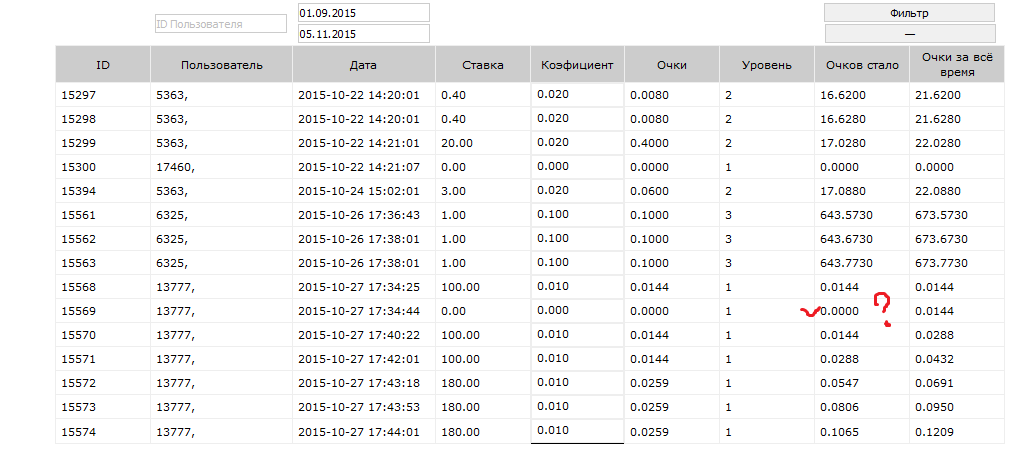 01.09.2015 Фильтр
ID Пользователя
05.11.2015 —
ID Пользователь Дата Ставка Коэфициент Очки Уровень Очков стало Очки за всё время
15297 5363, 2015-10-22 14:20:01 0.40 0.020 0.0080 2 16.6200 21.6200
15298 5363, 2015-10-22 14:20:01 0.40 0.020 0.0080 2 16.6280 21.6280
15299 5363, 2015-10-22 14:21:01 20.00 0.020 0.4000 2 17.0280 22.0280
15300 17460, 2015-10-22 14:21:07 0.00 0.000 0.0000 1 0.0000 0.0000
15394 5363, 2015-10-24 15:02:01 3.00 0.020 0.0600 2 17.0880 22.0880
15561 6325, 2015-10-26 17:36:43 1.00 0.100 0.1000 3 643.5730 673.5730
15562 6325, 2015-10-26 17:38:01 1.00 0.100 0.1000 3 643.6730 673.6730
15563 6325, 2015-10-26 17:38:01 1.00 0.100 0.1000 3 643.7730 673.7730
15568 13777, 2015-10-27 17:34:25 100.00 0.010 0.0144 1 0.0144 0.0144
15569 13777, 2015-10-27 17:34:44 0.00 0.000 0.0000 1 0.0000 ? 0.0144
15570 13777, 2015-10-27 17:40:22 100.00 0.010 0.0144 1 0.0144 0.0288
15571 13777, 2015-10-27 17:42:01 100.00 0.010 0.0144 1 0.0288 0.0432
15572 13777, 2015-10-27 17:43:18 180.00 0.010 0.0259 1 0.0547 0.0691
15573 13777, 2015-10-27 17:43:53 180.00 0.010 0.0259 1 0.0806 0.0950
15574 13777, 2015-10-27 17:44:01 180.00 0.010 0.0259 1 0.1065 0.1209